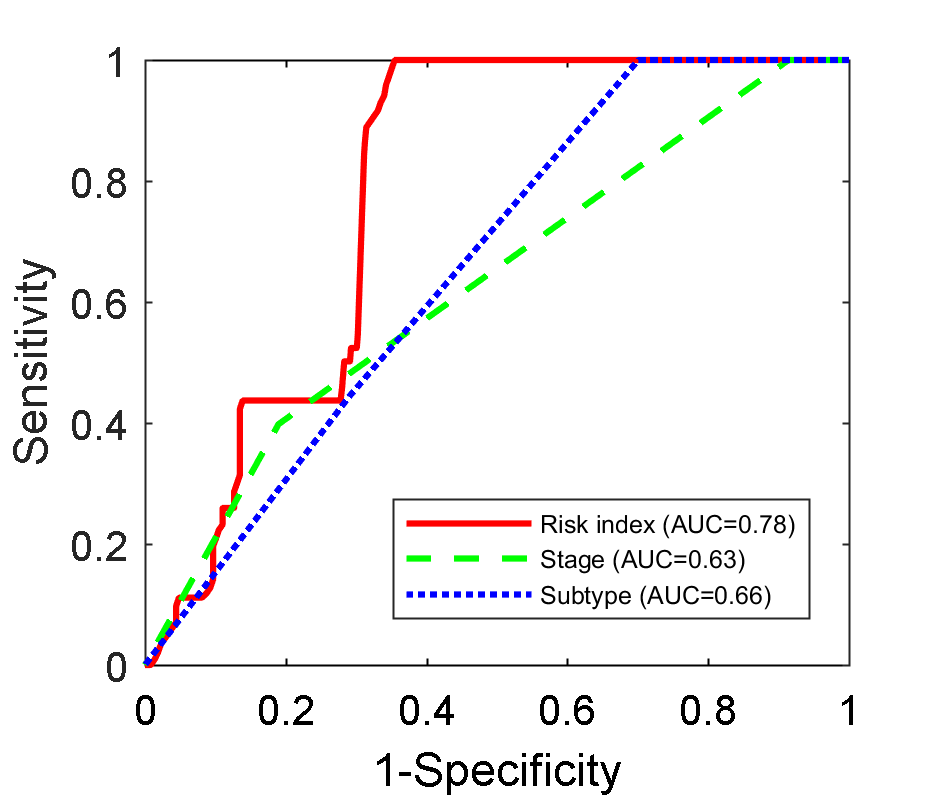 1
0.8
0.6
0.4
0.2
0
Sensitivity
Risk index (AUC=0.78)
Stage (AUC=0.63)
Subtype (AUC=0.66)
0 0.2 0.4 0.6 0.8 1
1-Specificity